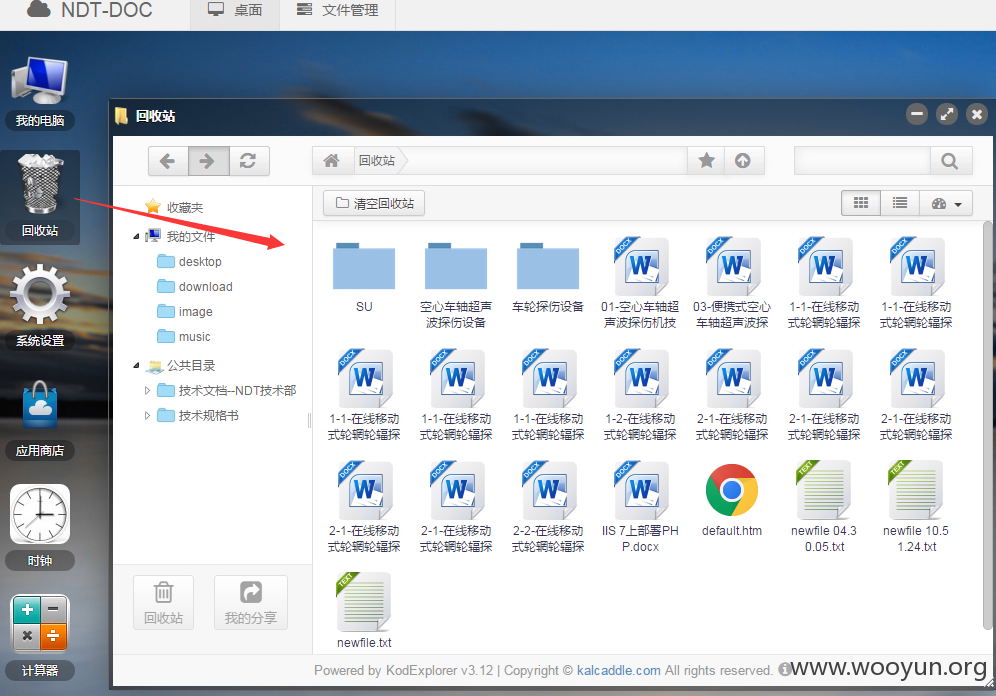 NDT-DOC
桌面
文件管理
我的电脑
回收站
系统设置
应用商店
时钟
计算器
回收站
回收站
清空回收站
收藏夹
我的文件
desktop
download
image
music
公共目录
技术文档--NDT技术部
技术规格书
回收站
我的分享
SU
空心车轴超声
波探伤设备
车轮探伤设备
01-空心车轴超
声波探伤机技
03-便携式空心
车轴超声波探
1-1-在线移动
式轮辋轮辐探
1-1-在线移动
式轮辋轮辐探
1-1-在线移动
式轮辋轮辐探
1-1-在线移动
式轮辋轮辐探
1-1-在线移动
式轮辋轮辐探
1-2-在线移动
式轮辋轮辐探
2-1-在线移动
式轮辋轮辐探
2-1-在线移动
式轮辋轮辐探
2-1-在线移动
式轮辋轮辐探
2-1-在线移动
式轮辋轮辐探
2-1-在线移动
式轮辋轮辐探
2-2-在线移动
式轮辋轮辐探
IIS 7上部署PH
P.docx
default.htm
newfile 04.3
0.05.txt
newfile 10.5
1.24.txt
newfile.txt
Powered by KodExplorer v3.12 | Copyright © kalcaddle.com All rights reserved.
www.wooyun.org